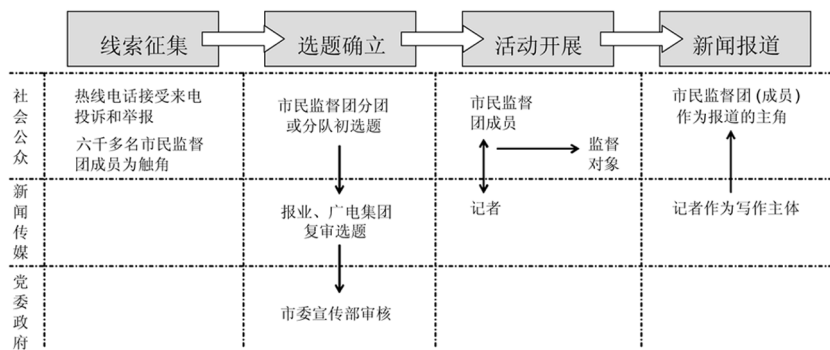 线索征集
选题确立
活动开展
新闻报道
社会公众
热线电话接受来电
投诉和举报
六千多名市民监督
团成员为触角
市民监督团分团
或分队初选题
市民监督
团成员
监督
对象
市民监督团(成员)
作为报道的主角
新闻传媒
报业、广电集团
复审选题
记者
记者作为写作主体
党委政府
市委宣传部审核